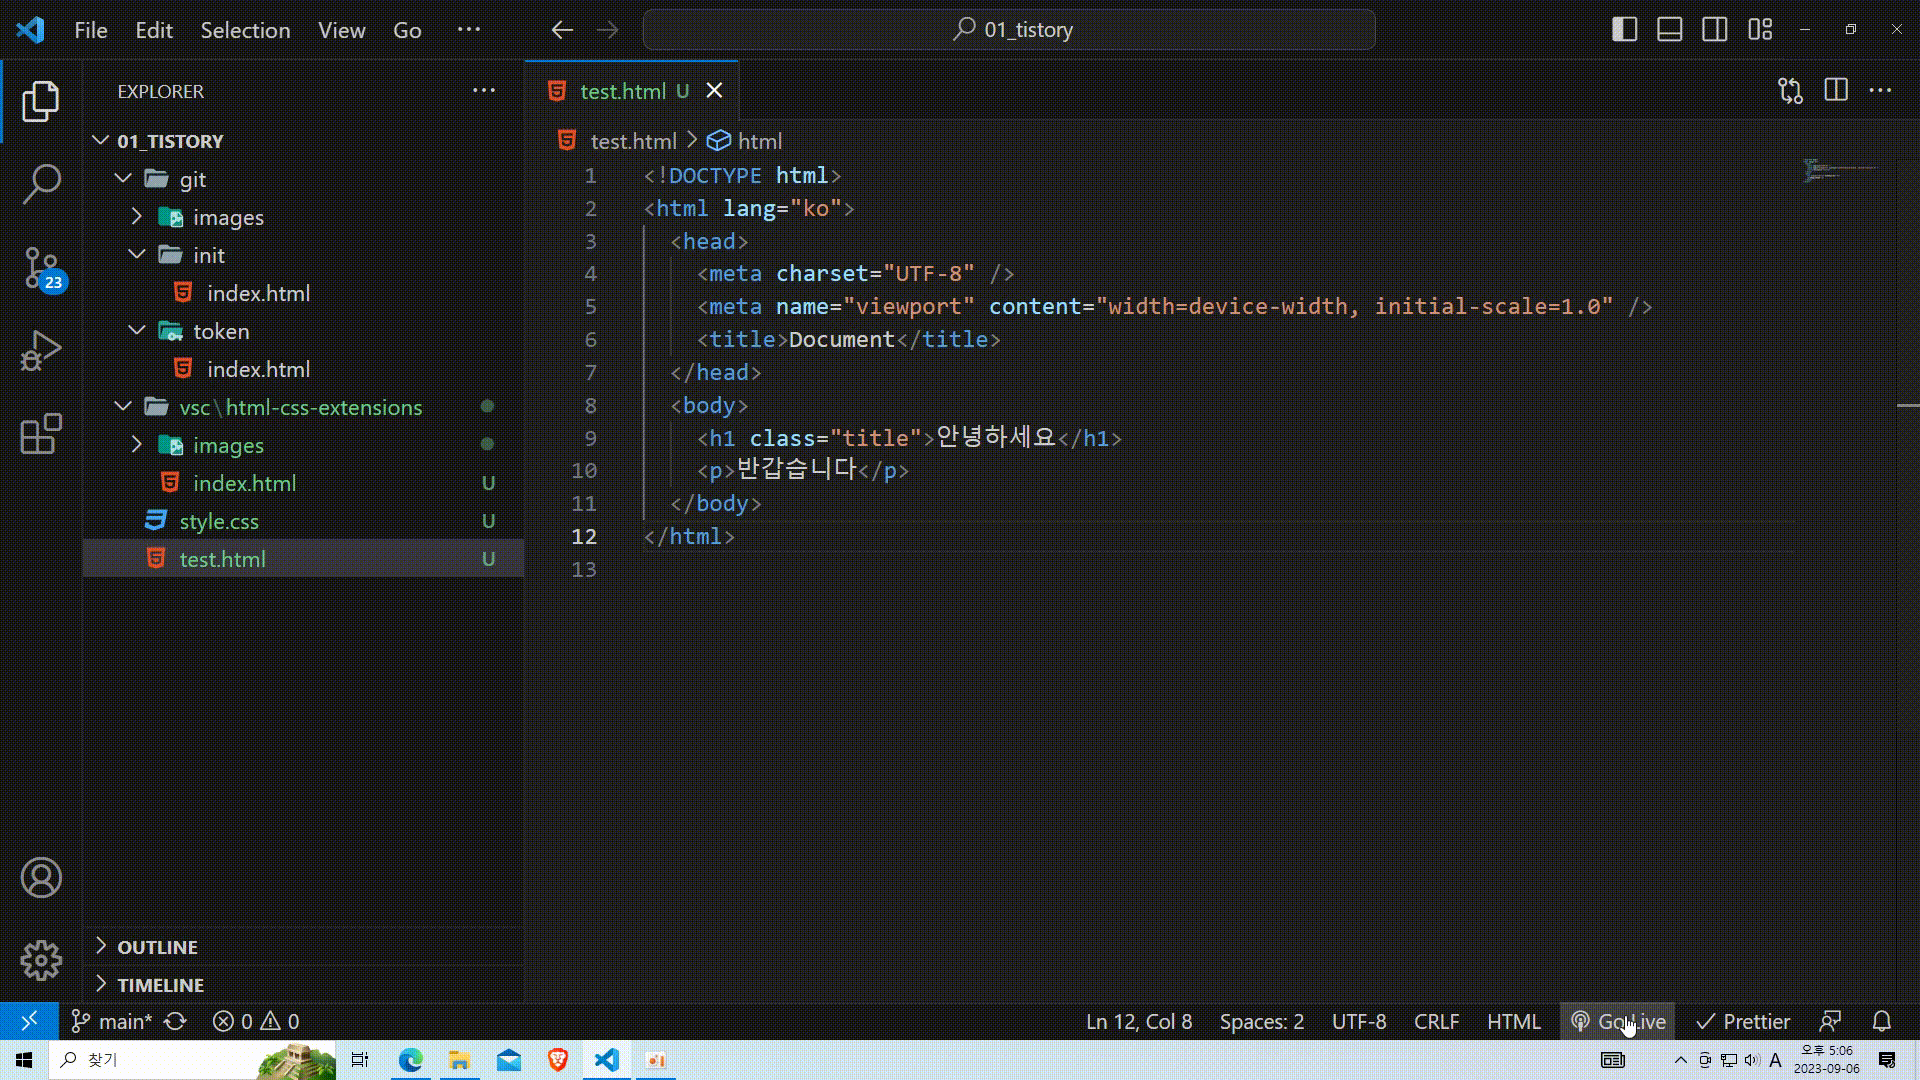 File Edit Selection View Go ···
01_tistory
EXPLORER ···
01_TISTORY
git
images
init
index.html
token
index.html
vsc\html-css-extensions
images
index.html U
style.css U
test.html U
OUTLINE
TIMELINE
23
test.html U
test.html > html
1 <!DOCTYPE html>
2 <html lang="ko">
3 <head>
4 <meta charset="UTF-8" />
5 <meta name="viewport" content="width=device-width, initial-scale=1.0" />
6 <title>Document</title>
7 </head>
8 <body>
9 <h1 class="title">안녕하세요</h1>
10 <p>반갑습니다</p>
11 </body>
12 </html>
13
main* 0 0 Ln 12, Col 8 Spaces: 2 UTF-8 CRLF HTML Go Live Prettier
찾기 A 오후 5:06
2023-09-06